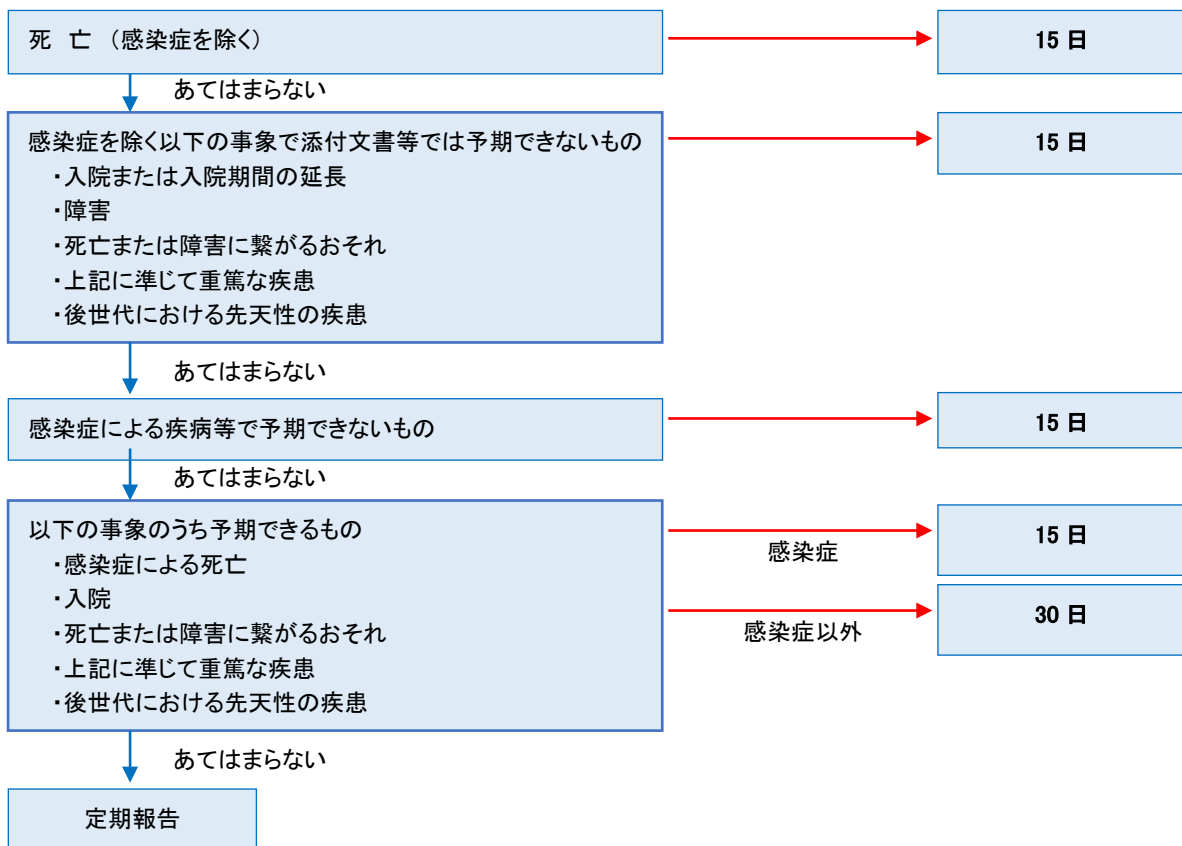 死 亡 (感染症を除く)
15 日
あてはまらない
感染症を除く以下の事象で添付文書等では予期できないもの
15 日
・入院または入院期間の延長
・障害
・死亡または障害に繋がるおそれ
・上記に準じて重篤な疾患
・後世代における先天性の疾患
あてはまらない
感染症による疾病等で予期できないもの
15 日
あてはまらない
以下の事象のうち予期できるもの
・感染症による死亡
・入院
・死亡または障害に繋がるおそれ
・上記に準じて重篤な疾患
・後世代における先天性の疾患
感染症
15 日
感染症以外
30 日
あてはまらない
定期報告